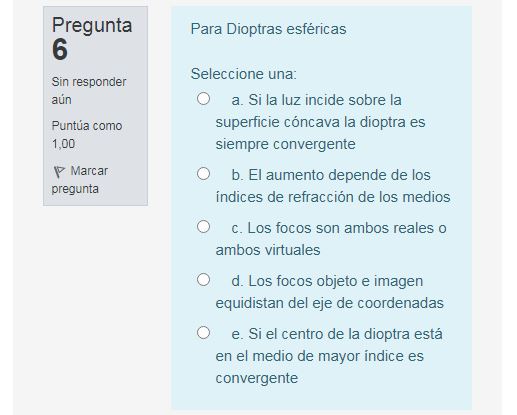 Pregunta
6
Sin responder
aún
Puntúa como
1,00
Marcar
pregunta
Para Dioptras esféricas
Seleccione una:
a. Si la luz incide sobre la
superficie cóncava la dioptra es
siempre convergente
b. El aumento depende de los
índices de refracción de los medios
c. Los focos son ambos reales o
ambos virtuales
d. Los focos objeto e imagen
equidistan del eje de coordenadas
e. Si el centro de la dioptra está
en el medio de mayor índice es
convergente